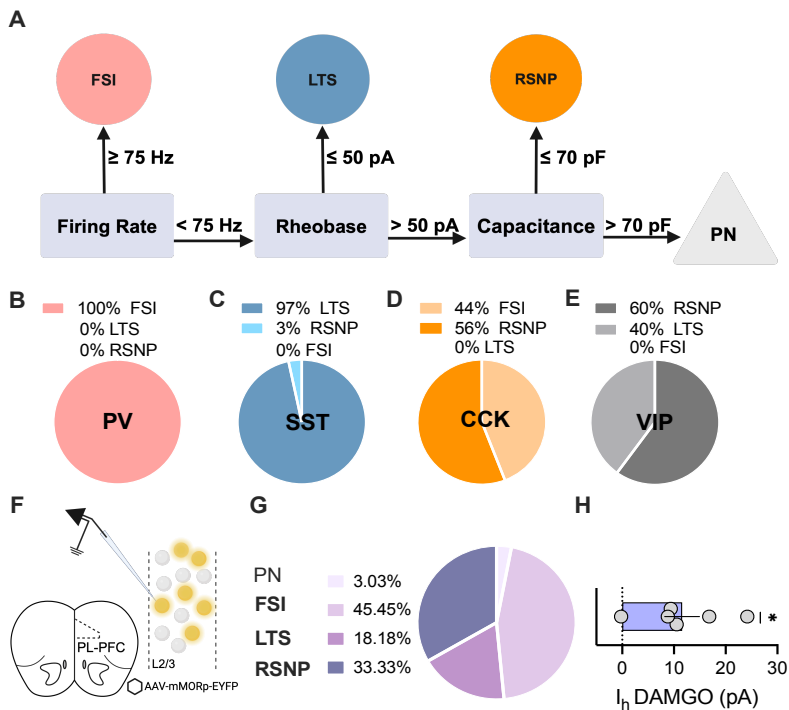 A
FSI
LTS
RSNP
≥ 75 Hz
≤ 50 pA
≤ 70 pF
Firing Rate
< 75 Hz
Rheobase
> 50 pA
Capacitance
> 70 pF
PN
B
100% FSI
0% LTS
0% RSNP
PV
C
97% LTS
3% RSNP
0% FSI
SST
D
44% FSI
56% RSNP
0% LTS
CCK
E
60% RSNP
40% LTS
0% FSI
VIP
F
PL-PFC
L2/3
AAV-mMORp-EYFP
G
PN 3.03%
FSI 45.45%
LTS 18.18%
RSNP 33.33%
H
*
0 10 20 30
Ih DAMGO (pA)